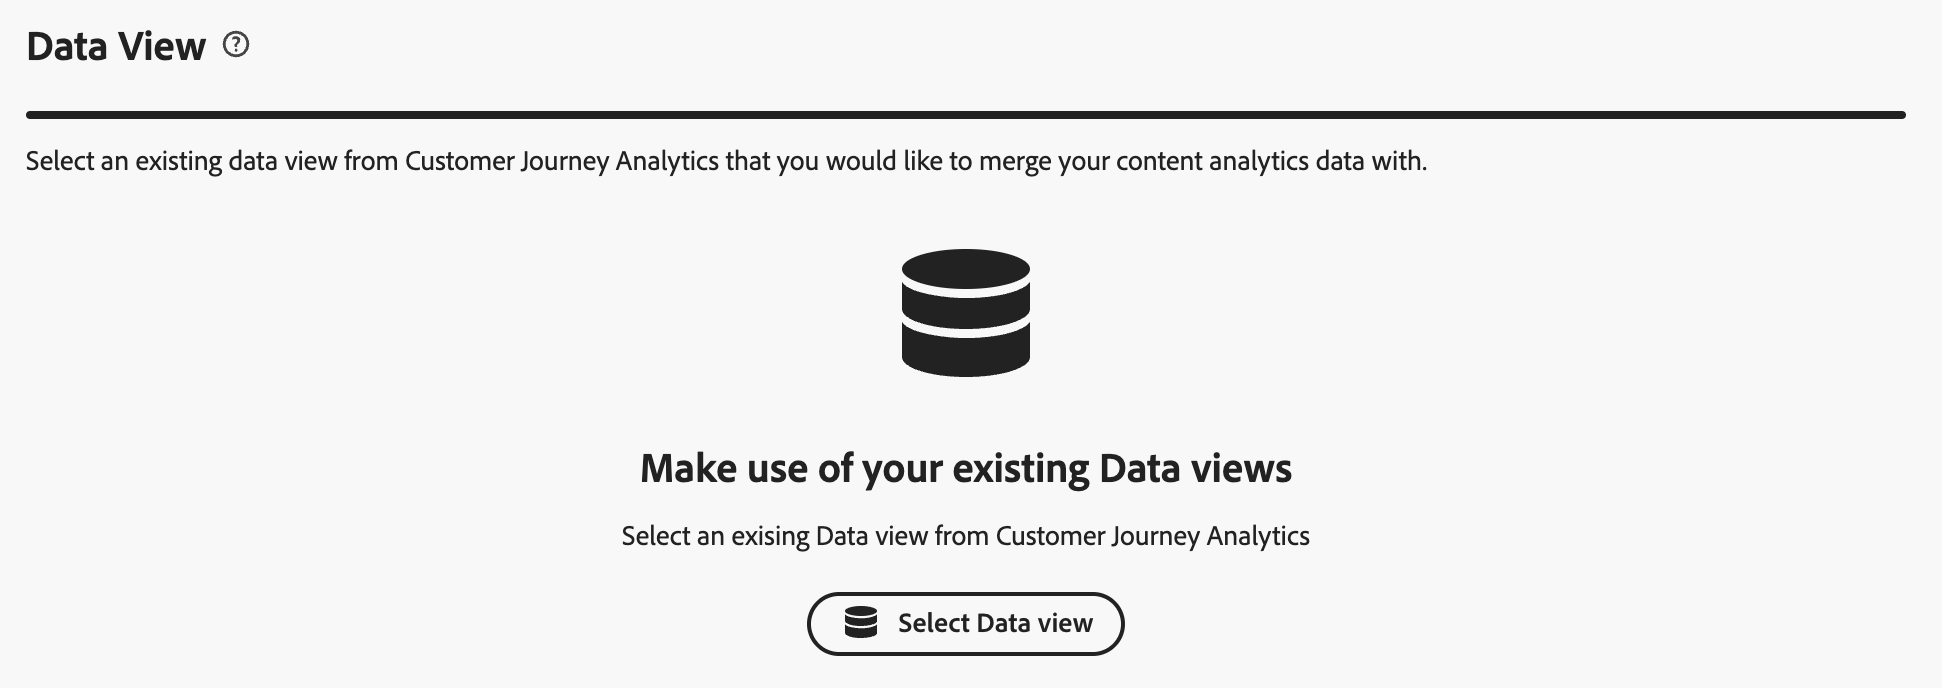 Data View ?
Select an existing data view from Customer Journey Analytics that you would like to merge your content analytics data with.
Make use of your existing Data views
Select an exising Data view from Customer Journey Analytics
Select Data view